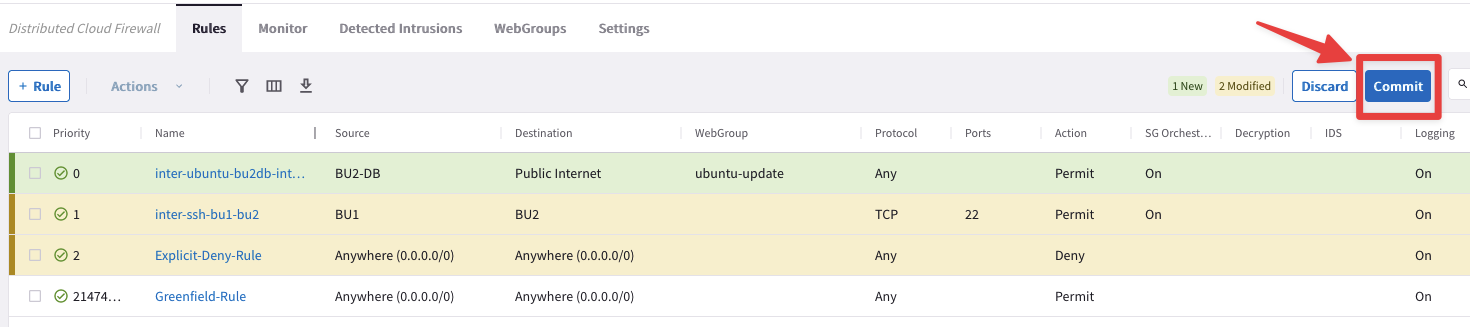 Distributed Cloud Firewall Rules Monitor Detected Intrusions WebGroups Settings
+ Rule Actions 1 New 2 Modified Discard Commit
Priority Name Source Destination WebGroup Protocol Ports Action SG Orchest... Decryption IDS Logging
0 inter-ubuntu-bu2db-int... BU2-DB Public Internet ubuntu-update Any Permit On On
1 inter-ssh-bu1-bu2 BU1 BU2 TCP 22 Permit On On
2 Explicit-Deny-Rule Anywhere (0.0.0.0/0) Anywhere (0.0.0.0/0) Any Deny On
21474... Greenfield-Rule Anywhere (0.0.0.0/0) Anywhere (0.0.0.0/0) Any Permit On